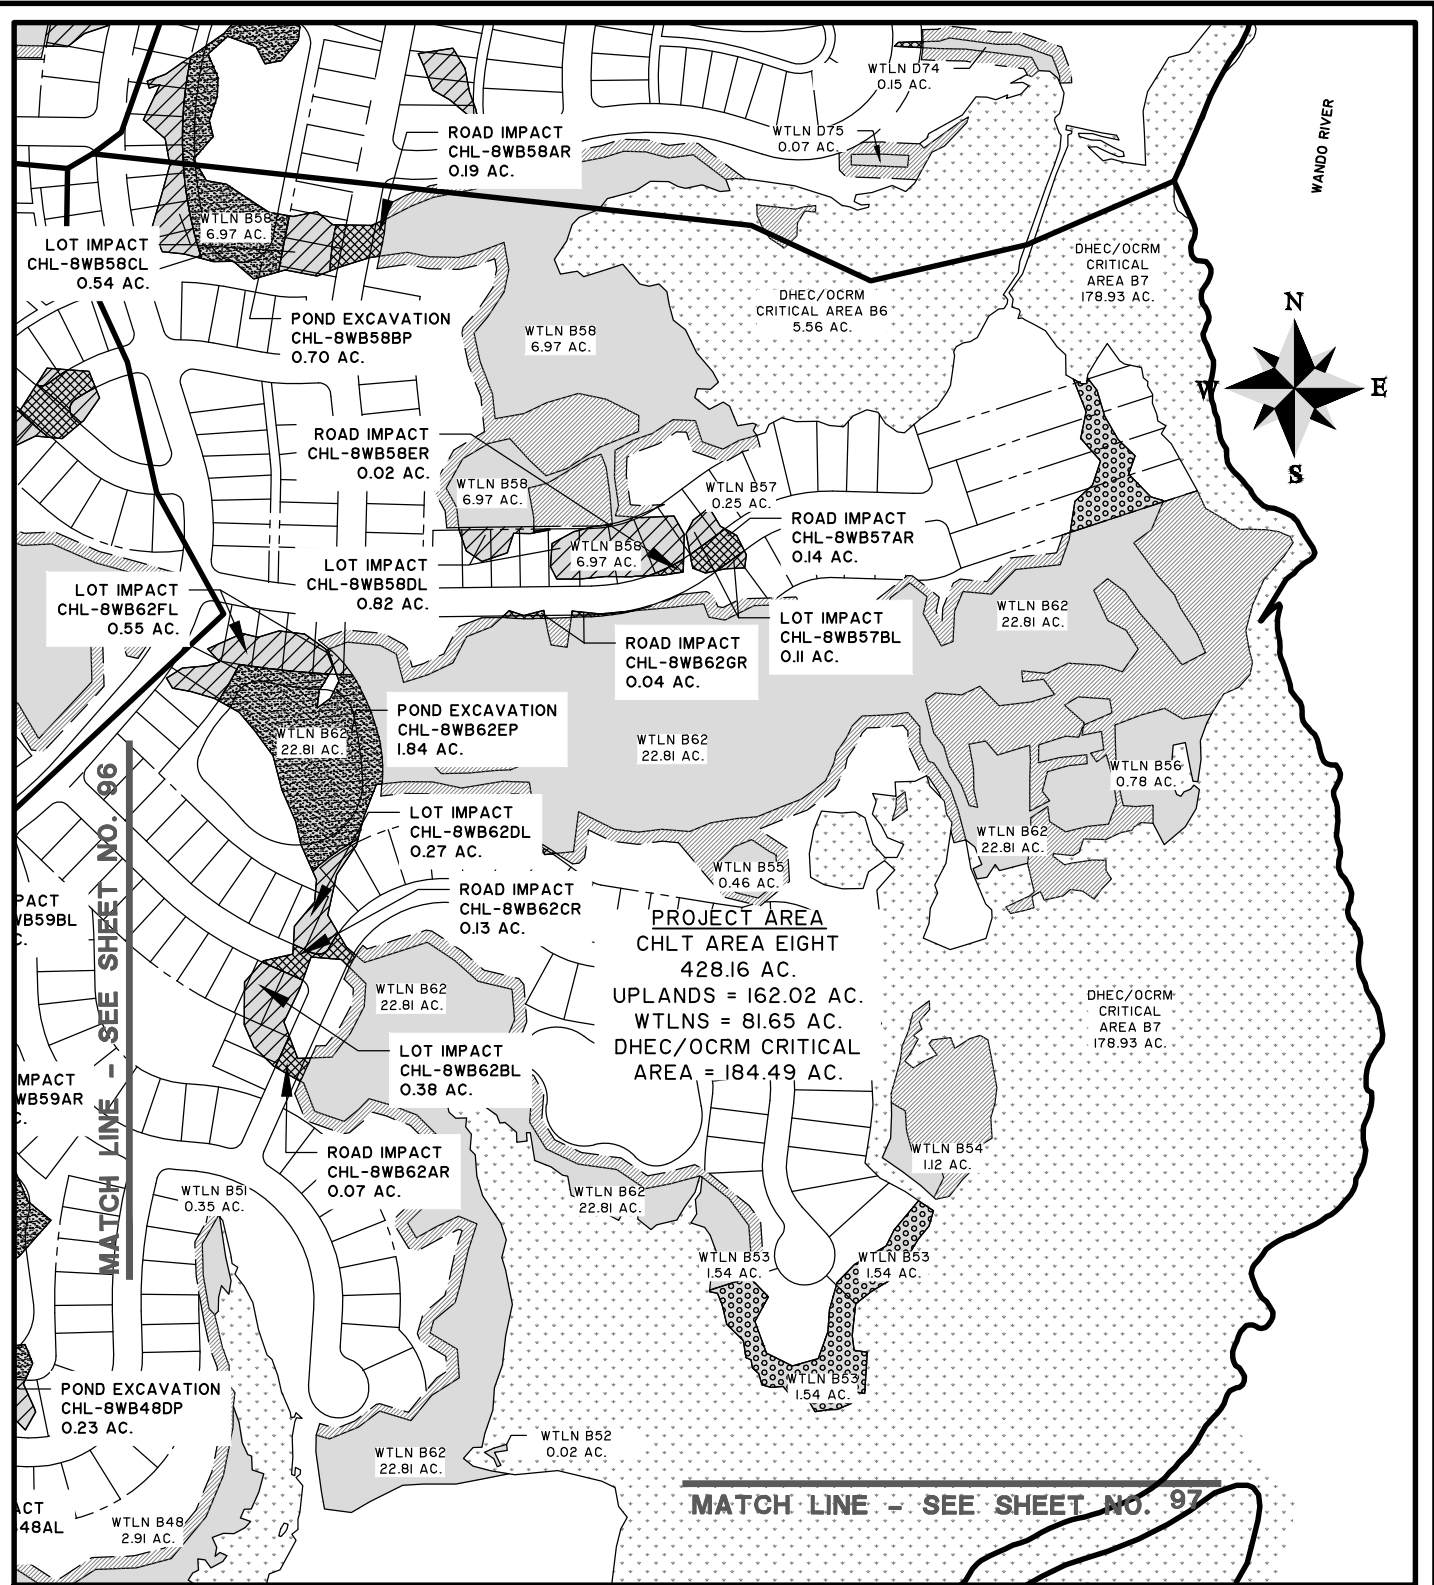 WTLN D74
0.15 AC.
ROAD IMPACT
CHL-8WB58AR
0.19 AC.
WTLN D75
0.07 AC.
WANDO RIVER
WTLN B58
6.97 AC.
LOT IMPACT
CHL-8WB58CL
0.54 AC.
DHEC/OCRM
CRITICAL
AREA B7
178.93 AC.
DHEC/OCRM
CRITICAL AREA B6
5.56 AC.
N
W
E
S
POND EXCAVATION
CHL-8WB58BP
0.70 AC.
WTLN B58
6.97 AC.
ROAD IMPACT
CHL-8WB58ER
0.02 AC.
WTLN B58
6.97 AC.
WTLN B57
0.25 AC.
ROAD IMPACT
CHL-8WB57AR
0.14 AC.
WTLN B58
6.97 AC.
LOT IMPACT
CHL-8WB58DL
0.82 AC.
LOT IMPACT
CHL-8WB62FL
0.55 AC.
WTLN B62
22.81 AC.
LOT IMPACT
CHL-8WB57BL
0.11 AC.
ROAD IMPACT
CHL-8WB62GR
0.04 AC.
POND EXCAVATION
CHL-8WB62EP
1.84 AC.
WTLN B62
22.81 AC.
WTLN B62
22.81 AC.
WTLN B56
0.78 AC.
MATCH LINE - SEE SHEET NO. 96
LOT IMPACT
CHL-8WB62DL
0.27 AC.
WTLN B62
22.81 AC.
WTLN B55
0.46 AC.
ROAD IMPACT
CHL-8WB62CR
0.13 AC.
PACT
WB59BL
C.
PROJECT AREA
CHLT AREA EIGHT
428.16 AC.
UPLANDS = 162.02 AC.
WTLNS = 81.65 AC.
DHEC/OCRM CRITICAL
AREA = 184.49 AC.
WTLN B62
22.81 AC.
DHEC/OCRM
CRITICAL
AREA B7
178.93 AC.
LOT IMPACT
CHL-8WB62BL
0.38 AC.
MPACT
WB59AR
C.
ROAD IMPACT
CHL-8WB62AR
0.07 AC.
WTLN B54
1.12 AC.
WTLN B51
0.35 AC.
WTLN B62
22.81 AC.
WTLN B53
1.54 AC.
WTLN B53
1.54 AC.
WTLN B53
1.54 AC.
POND EXCAVATION
CHL-8WB48DP
0.23 AC.
WTLN B52
0.02 AC.
WTLN B62
22.81 AC.
MATCH LINE - SEE SHEET NO. 97
ACT
48AL
WTLN B48
2.91 AC.